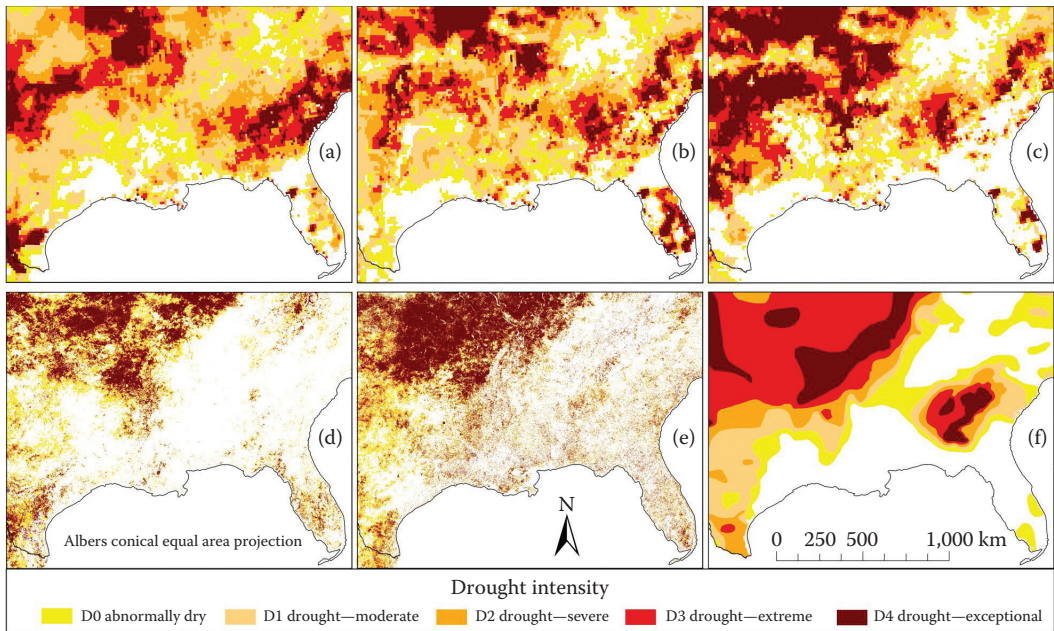 (a)
(b)
(c)
(d)
(e)
(f)
Albers conical equal area projection
N
0 250 500 1,000 km
Drought intensity
D0 abnormally dry D1 drought—moderate D2 drought—severe D3 drought—extreme D4 drought—exceptional